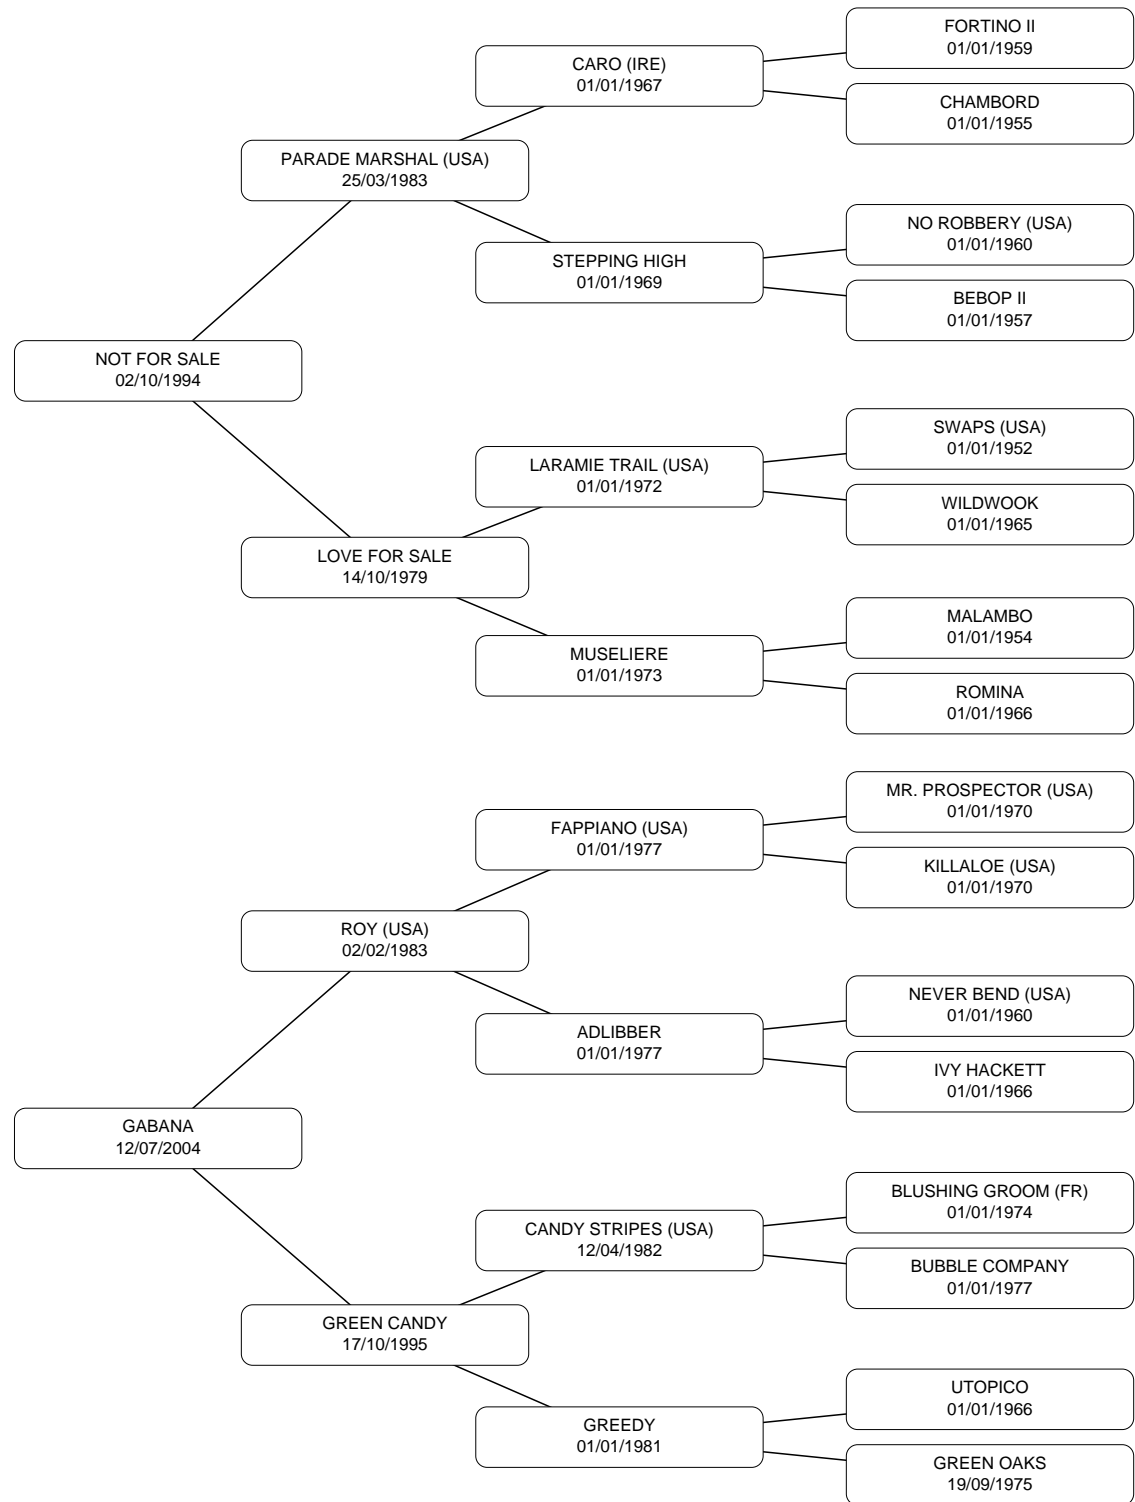 FORTINO II
01/01/1959
CARO (IRE)
01/01/1967
CHAMBORD
01/01/1955
PARADE MARSHAL (USA)
25/03/1983
NO ROBBERY (USA)
01/01/1960
STEPPING HIGH
01/01/1969
BEBOP II
01/01/1957
NOT FOR SALE
02/10/1994
SWAPS (USA)
01/01/1952
LARAMIE TRAIL (USA)
01/01/1972
WILDWOOK
01/01/1965
LOVE FOR SALE
14/10/1979
MALAMBO
01/01/1954
MUSELIERE
01/01/1973
ROMINA
01/01/1966
MR. PROSPECTOR (USA)
01/01/1970
FAPPIANO (USA)
01/01/1977
KILLALOE (USA)
01/01/1970
ROY (USA)
02/02/1983
NEVER BEND (USA)
01/01/1960
ADLIBBER
01/01/1977
IVY HACKETT
01/01/1966
GABANA
12/07/2004
BLUSHING GROOM (FR)
01/01/1974
CANDY STRIPES (USA)
12/04/1982
BUBBLE COMPANY
01/01/1977
GREEN CANDY
17/10/1995
UTOPICO
01/01/1966
GREEDY
01/01/1981
GREEN OAKS
19/09/1975